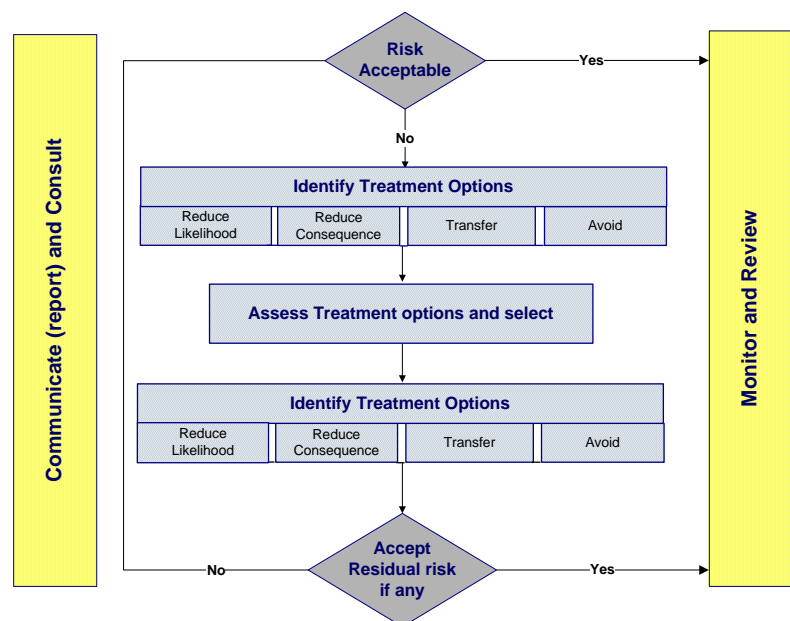 Communicate (report) and Consult
Risk
Acceptable
Yes
No
Identify Treatment Options
Reduce
Likelihood
Reduce
Consequence
Transfer
Avoid
Assess Treatment options and select
Identify Treatment Options
Reduce
Likelihood
Reduce
Consequence
Transfer
Avoid
Accept
Residual risk
if any
No
Yes
Monitor and Review